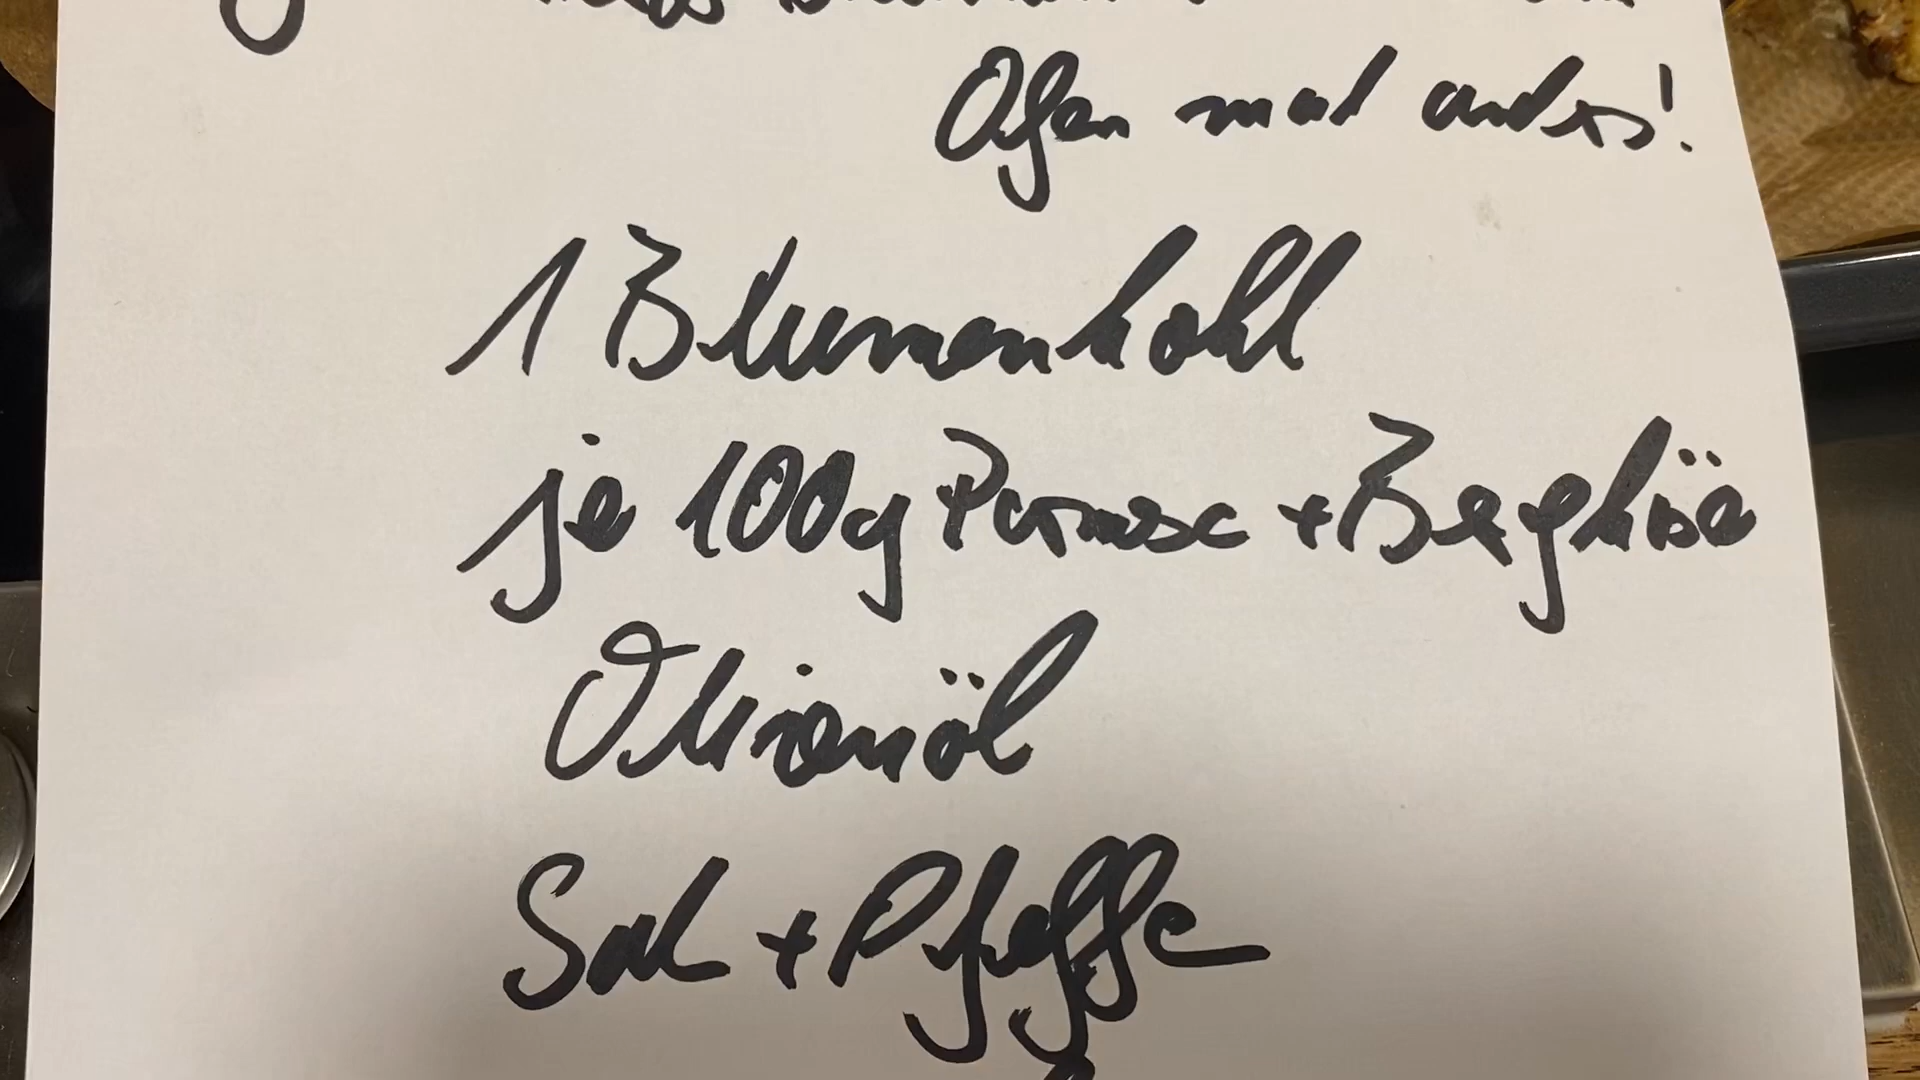 Ofen mal anders!
1 Blumenkohl
je 100g Parmesan + Bergkäse
Olivenöl
Salz + Pfeffer